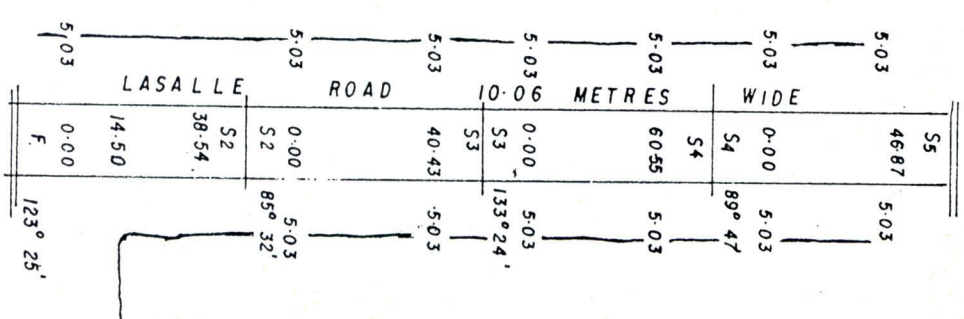 5·03 5·03 5·03 5·03 5·03 5·03 5·03
LASALLE ROAD 10·06 METRES WIDE
F.
0·00
14·50
38·54
S2
S2
0·00
40·43
S3
S3
0·00
60·55
S4
S4
0·00
46·87
S5
123° 25'
85° 32'
5·03
5·03
133° 24'
5·03
5·03
89° 47'
5·03
5·03